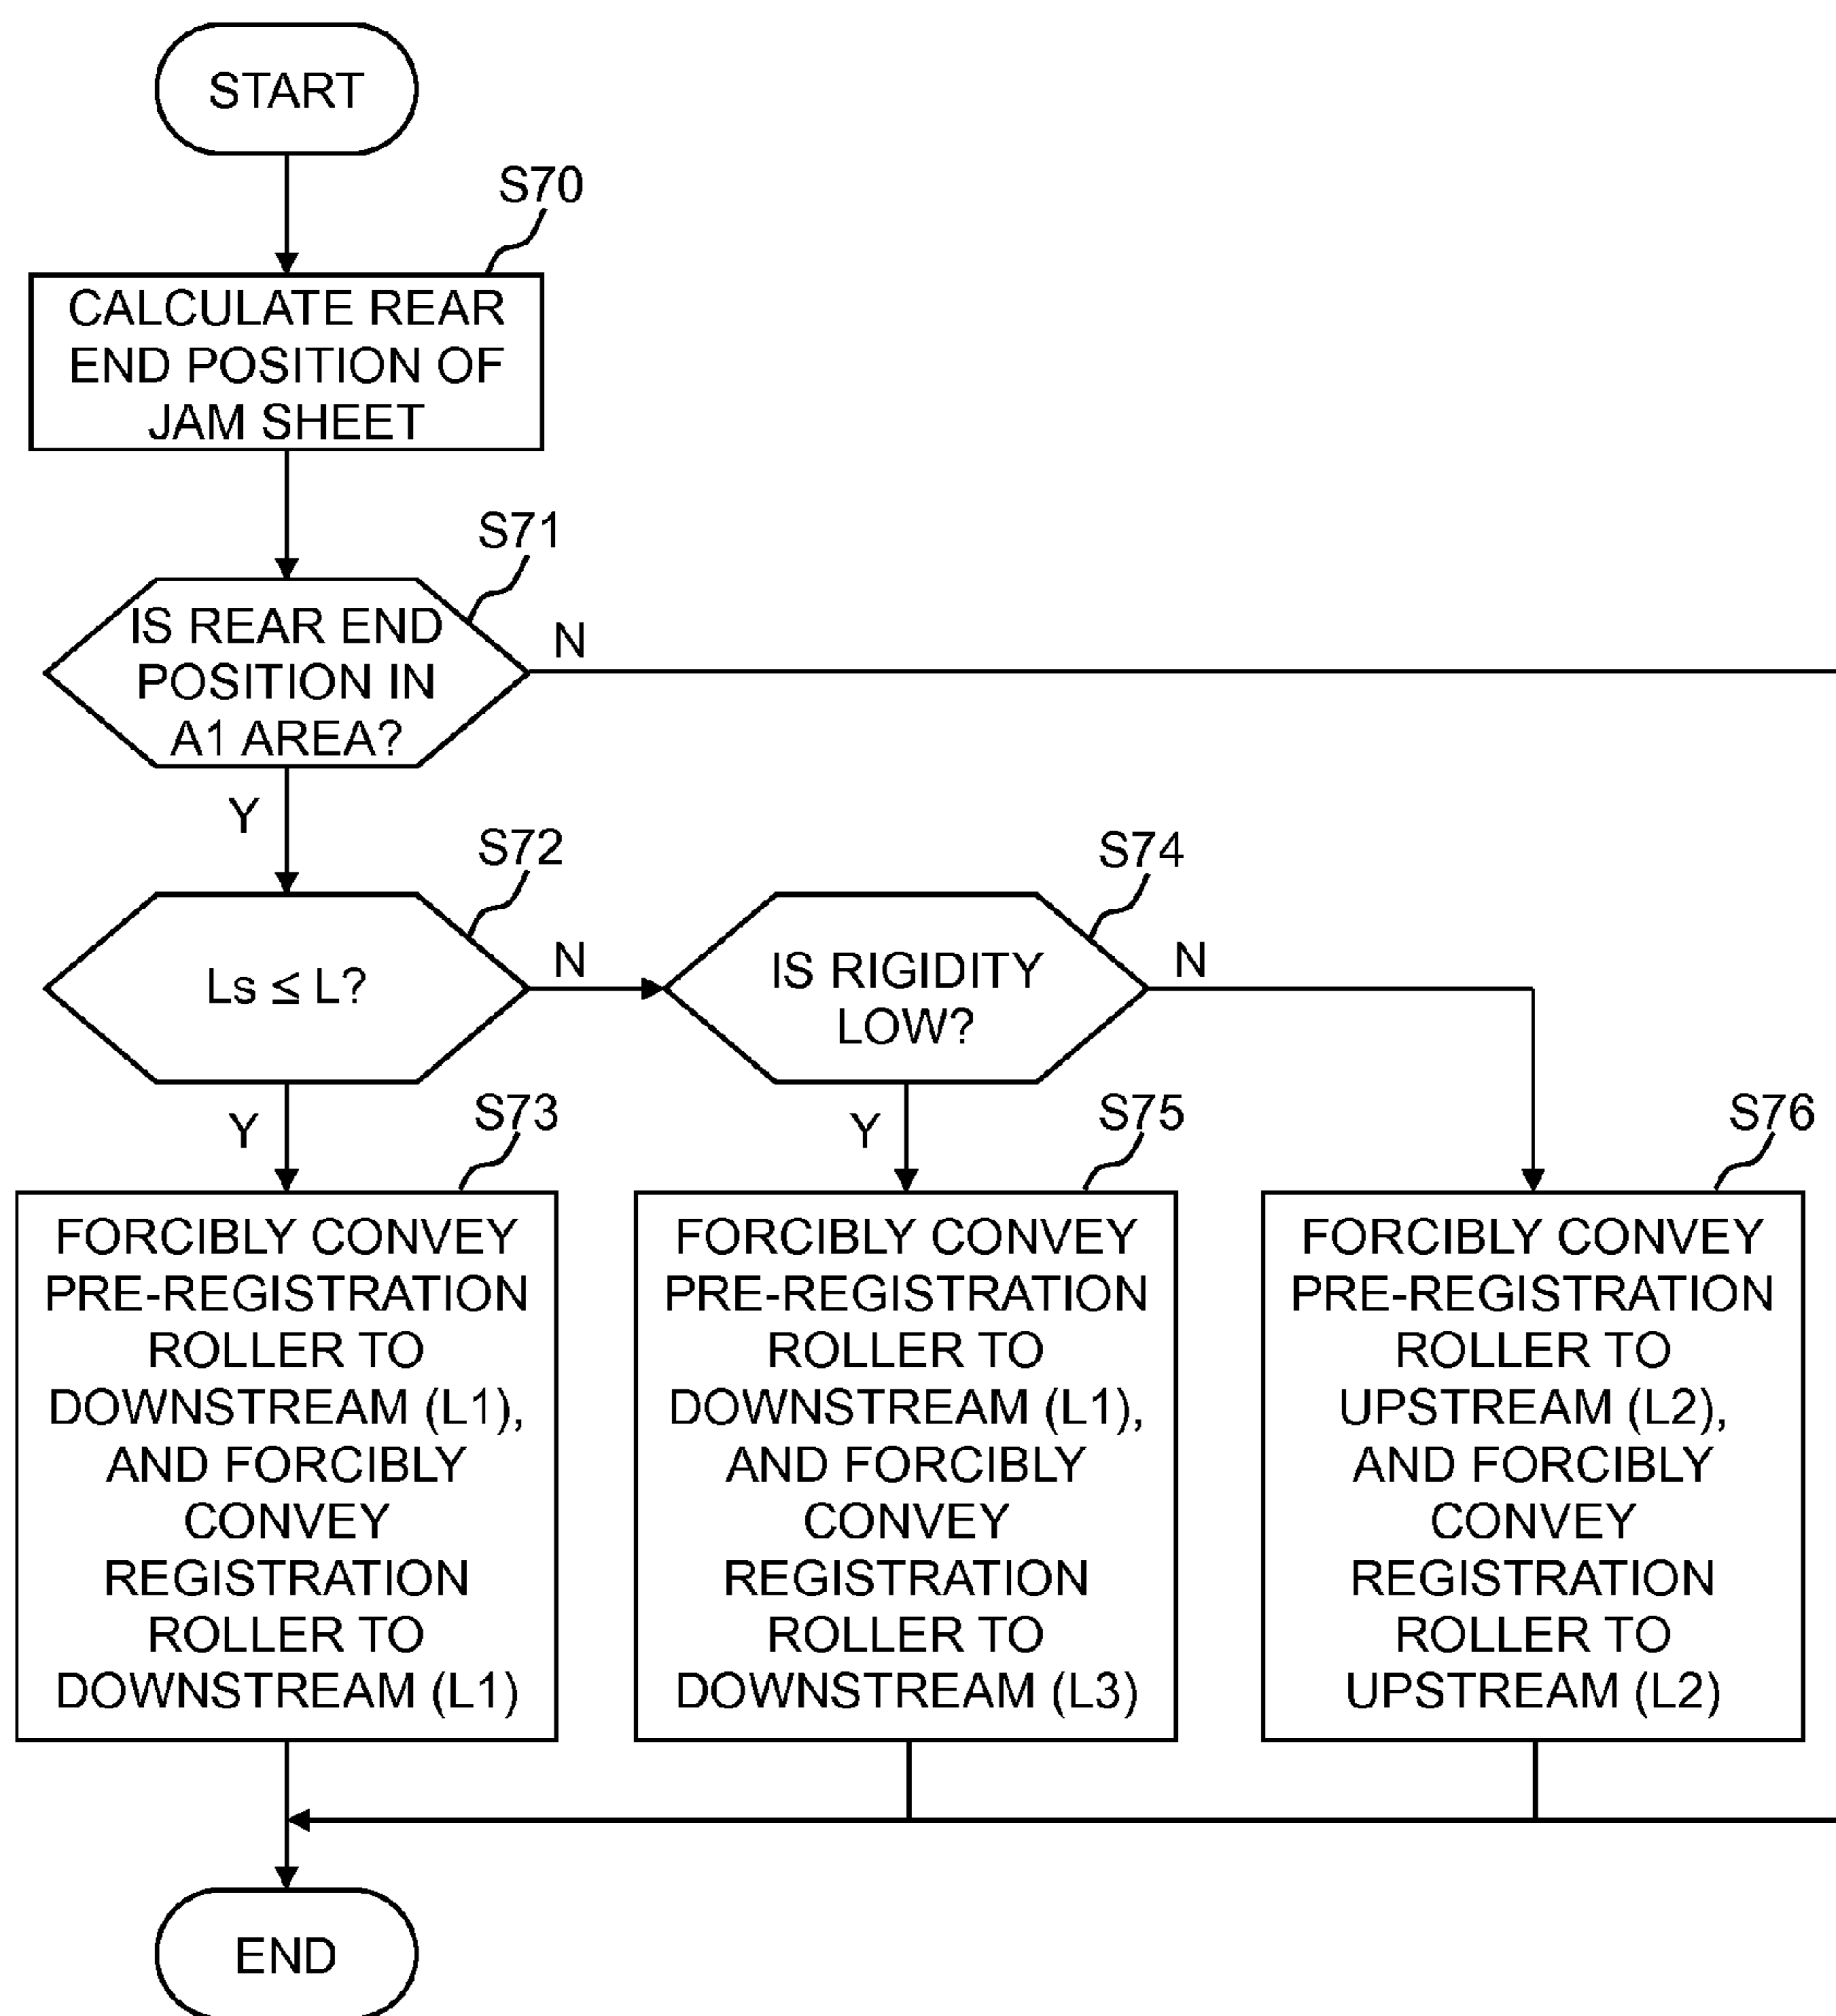 START
S70
CALCULATE REAR
END POSITION OF
JAM SHEET
S71
IS REAR END
POSITION IN
A1 AREA?
N
Y
S72
Ls ≤ L?
N
S74
IS RIGIDITY
LOW?
N
Y
S73
FORCIBLY CONVEY
PRE-REGISTRATION
ROLLER TO
DOWNSTREAM (L1),
AND FORCIBLY
CONVEY
REGISTRATION
ROLLER TO
DOWNSTREAM (L1)
Y
S75
FORCIBLY CONVEY
PRE-REGISTRATION
ROLLER TO
DOWNSTREAM (L1),
AND FORCIBLY
CONVEY
REGISTRATION
ROLLER TO
DOWNSTREAM (L3)
S76
FORCIBLY CONVEY
PRE-REGISTRATION
ROLLER TO
UPSTREAM (L2),
AND FORCIBLY
CONVEY
REGISTRATION
ROLLER TO
UPSTREAM (L2)
END